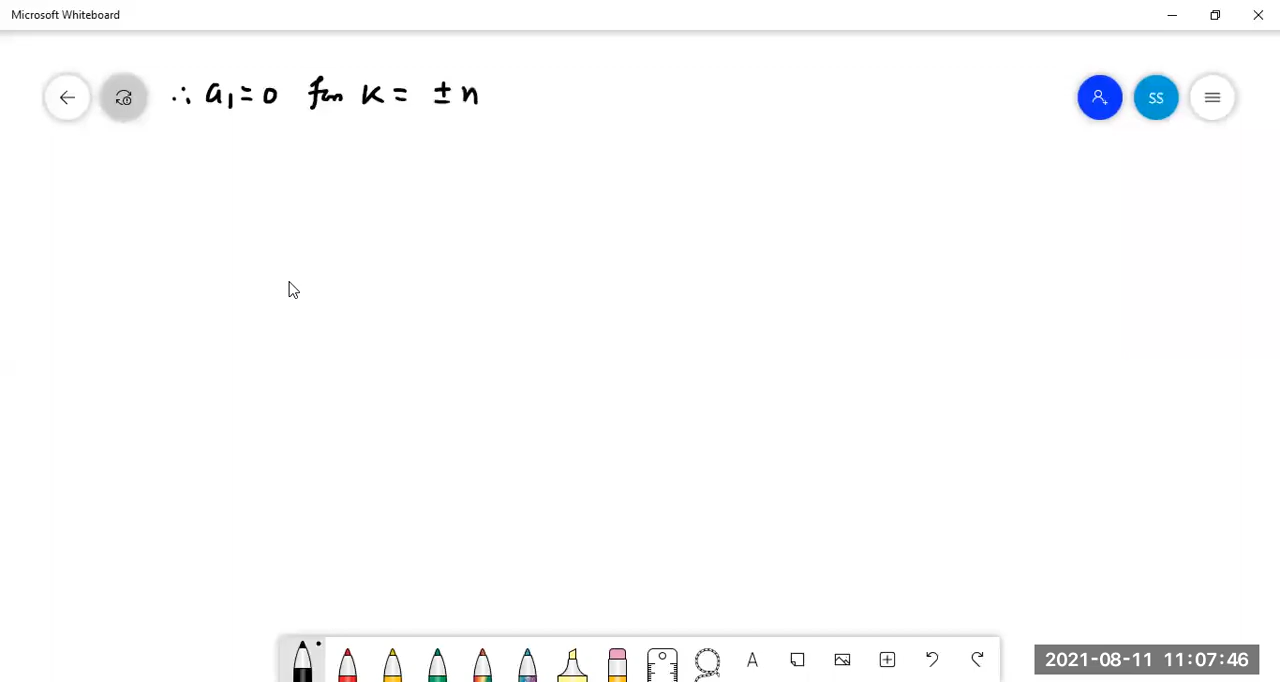 Microsoft Whiteboard
∴ a₁ = 0 for k = ± n
SS
A
2021-08-11 11:07:46